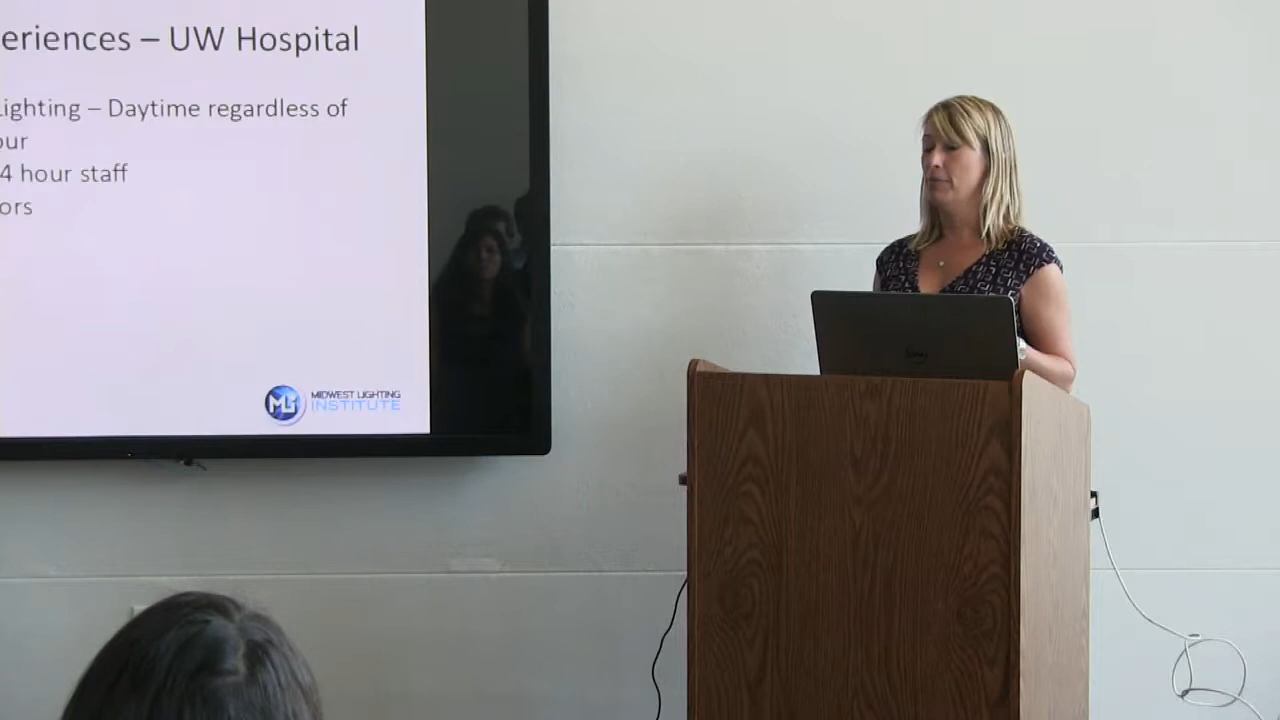 eriences – UW Hospital
Lighting – Daytime regardless of
our
4 hour staff
ors
MIDWEST LIGHTING
INSTITUTE